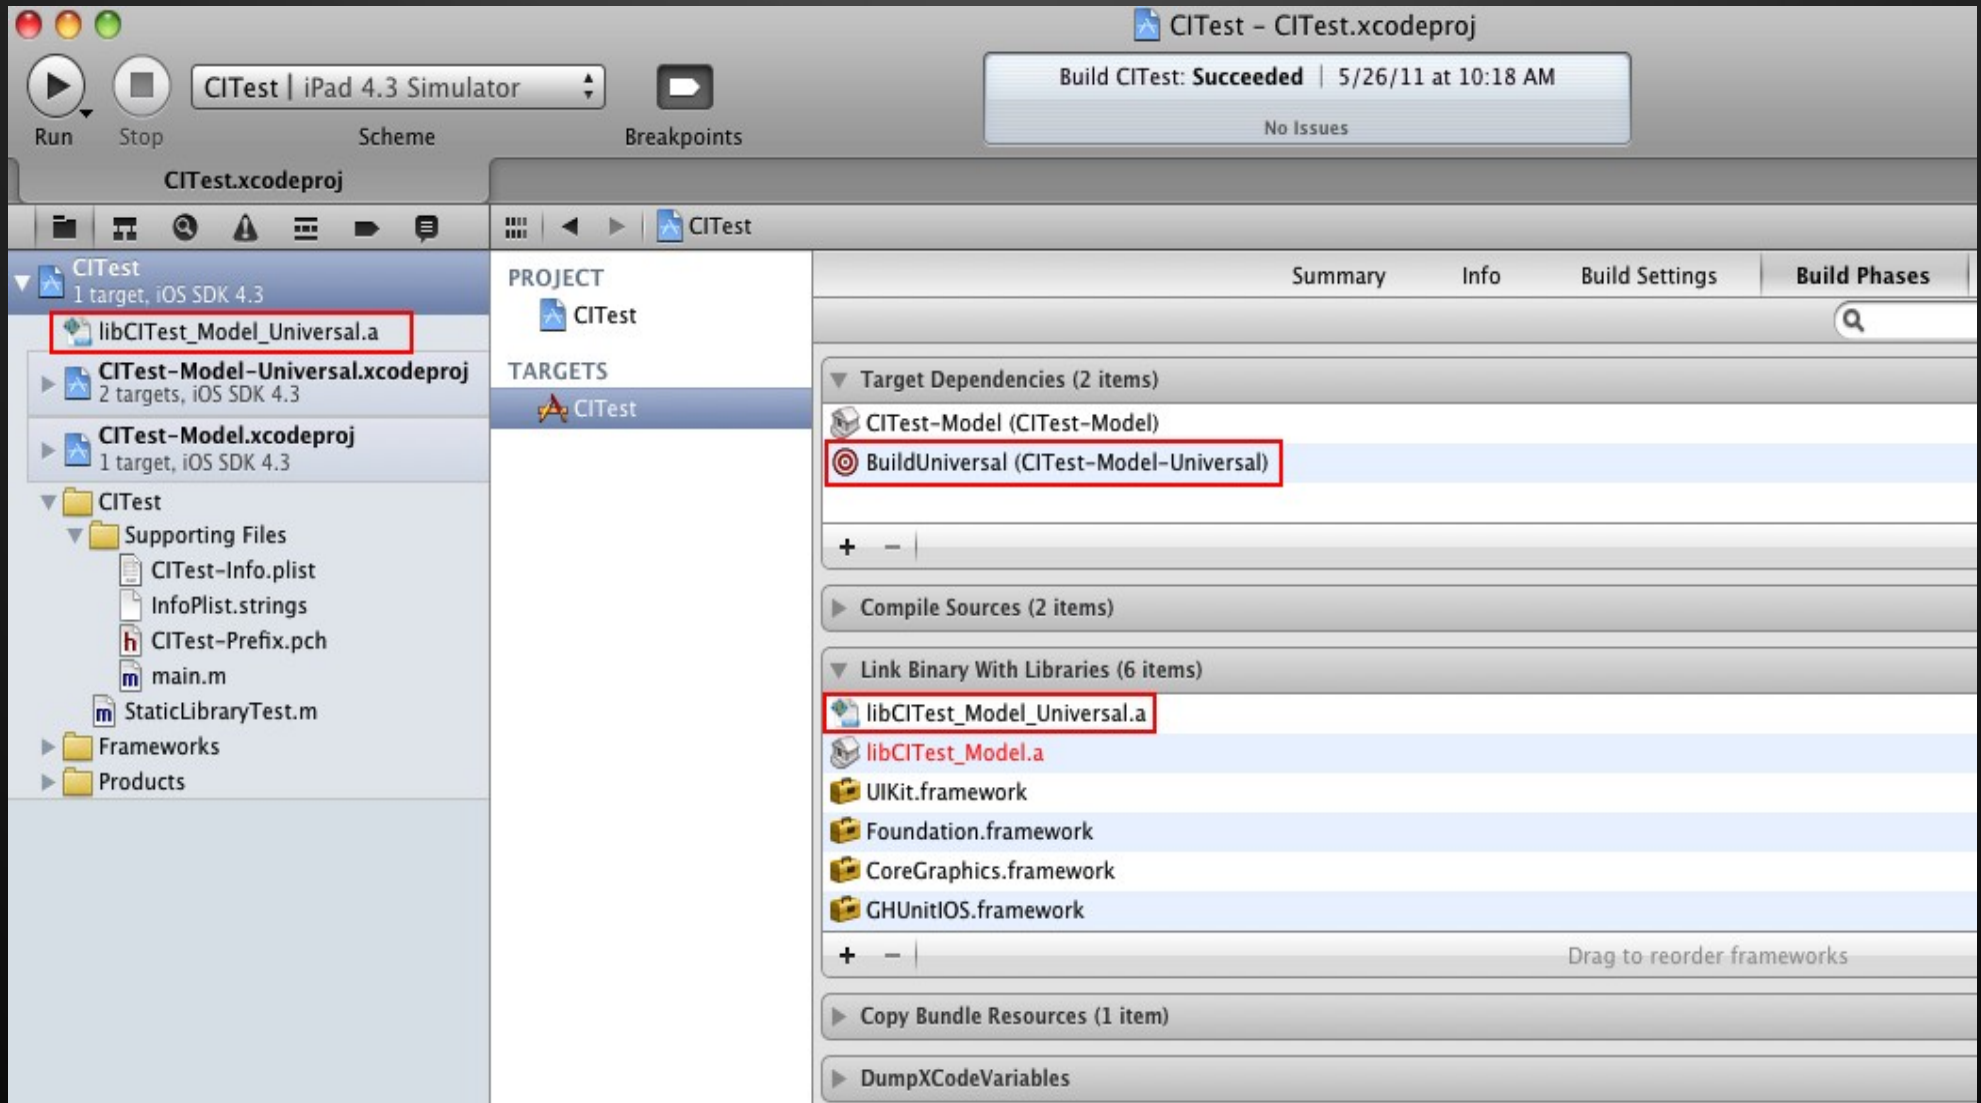 CITest - CITest.xcodeproj
CITest | iPad 4.3 Simulator
Build CITest: Succeeded | 5/26/11 at 10:18 AM
No Issues
Run
Stop
Scheme
Breakpoints
CITest.xcodeproj
CITest
CITest
1 target, iOS SDK 4.3
libCITest_Model_Universal.a
CITest-Model-Universal.xcodeproj
2 targets, iOS SDK 4.3
CITest-Model.xcodeproj
1 target, iOS SDK 4.3
CITest
Supporting Files
CITest-Info.plist
InfoPlist.strings
h CITest-Prefix.pch
m main.m
m StaticLibraryTest.m
Frameworks
Products
PROJECT
CITest
TARGETS
CITest
Summary
Info
Build Settings
Build Phases
Target Dependencies (2 items)
CITest-Model (CITest-Model)
BuildUniversal (CITest-Model-Universal)
+ −
Compile Sources (2 items)
Link Binary With Libraries (6 items)
libCITest_Model_Universal.a
libCITest_Model.a
UIKit.framework
Foundation.framework
CoreGraphics.framework
GHUnitIOS.framework
+ −
Drag to reorder frameworks
Copy Bundle Resources (1 item)
DumpXCodeVariables